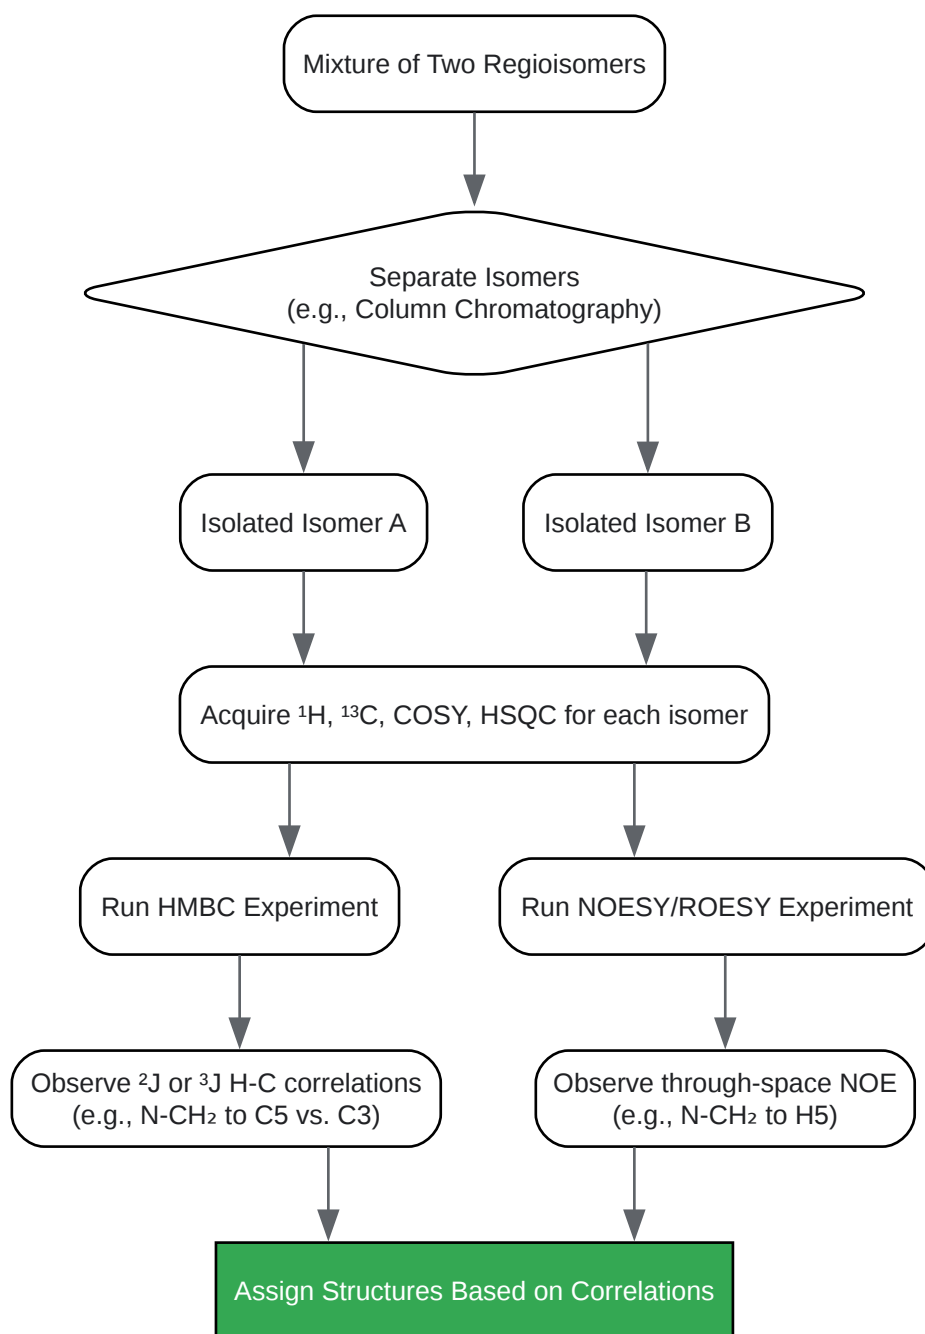 Mixture of Two Regioisomers
Separate Isomers
(e.g., Column Chromatography)
Isolated Isomer A
Isolated Isomer B
Acquire ¹H, ¹³C, COSY, HSQC for each isomer
Run HMBC Experiment
Run NOESY/ROESY Experiment
Observe ²J or ³J H-C correlations
(e.g., N-CH₂ to C5 vs. C3)
Observe through-space NOE
(e.g., N-CH₂ to H5)
Assign Structures Based on Correlations